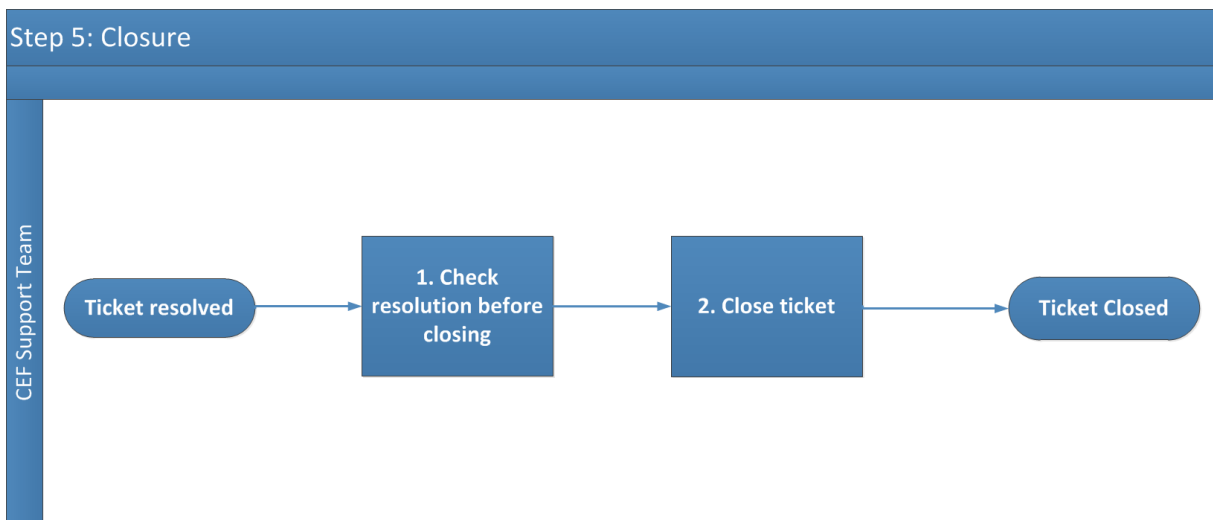 Step 5: Closure
CEF Support Team
Ticket resolved
1. Check
resolution before
closing
2. Close ticket
Ticket Closed